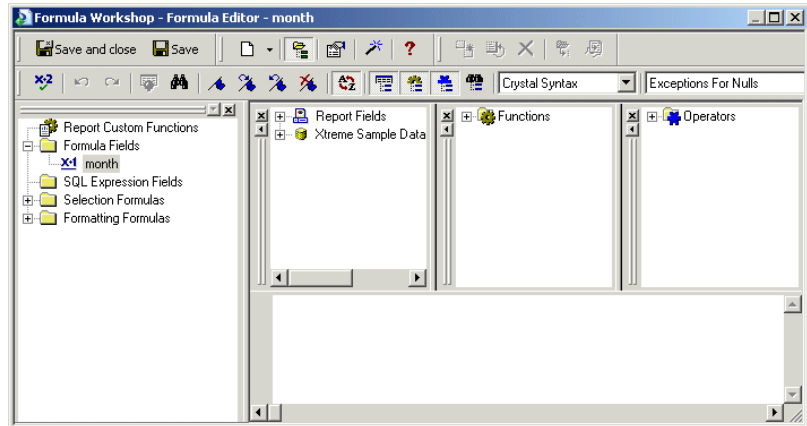 Formula Workshop - Formula Editor - month
Save and close Save
Crystal Syntax Exceptions For Nulls
Report Custom Functions
Formula Fields
month
SQL Expression Fields
Selection Formulas
Formatting Formulas
Report Fields
Xtreme Sample Data
Functions
Operators